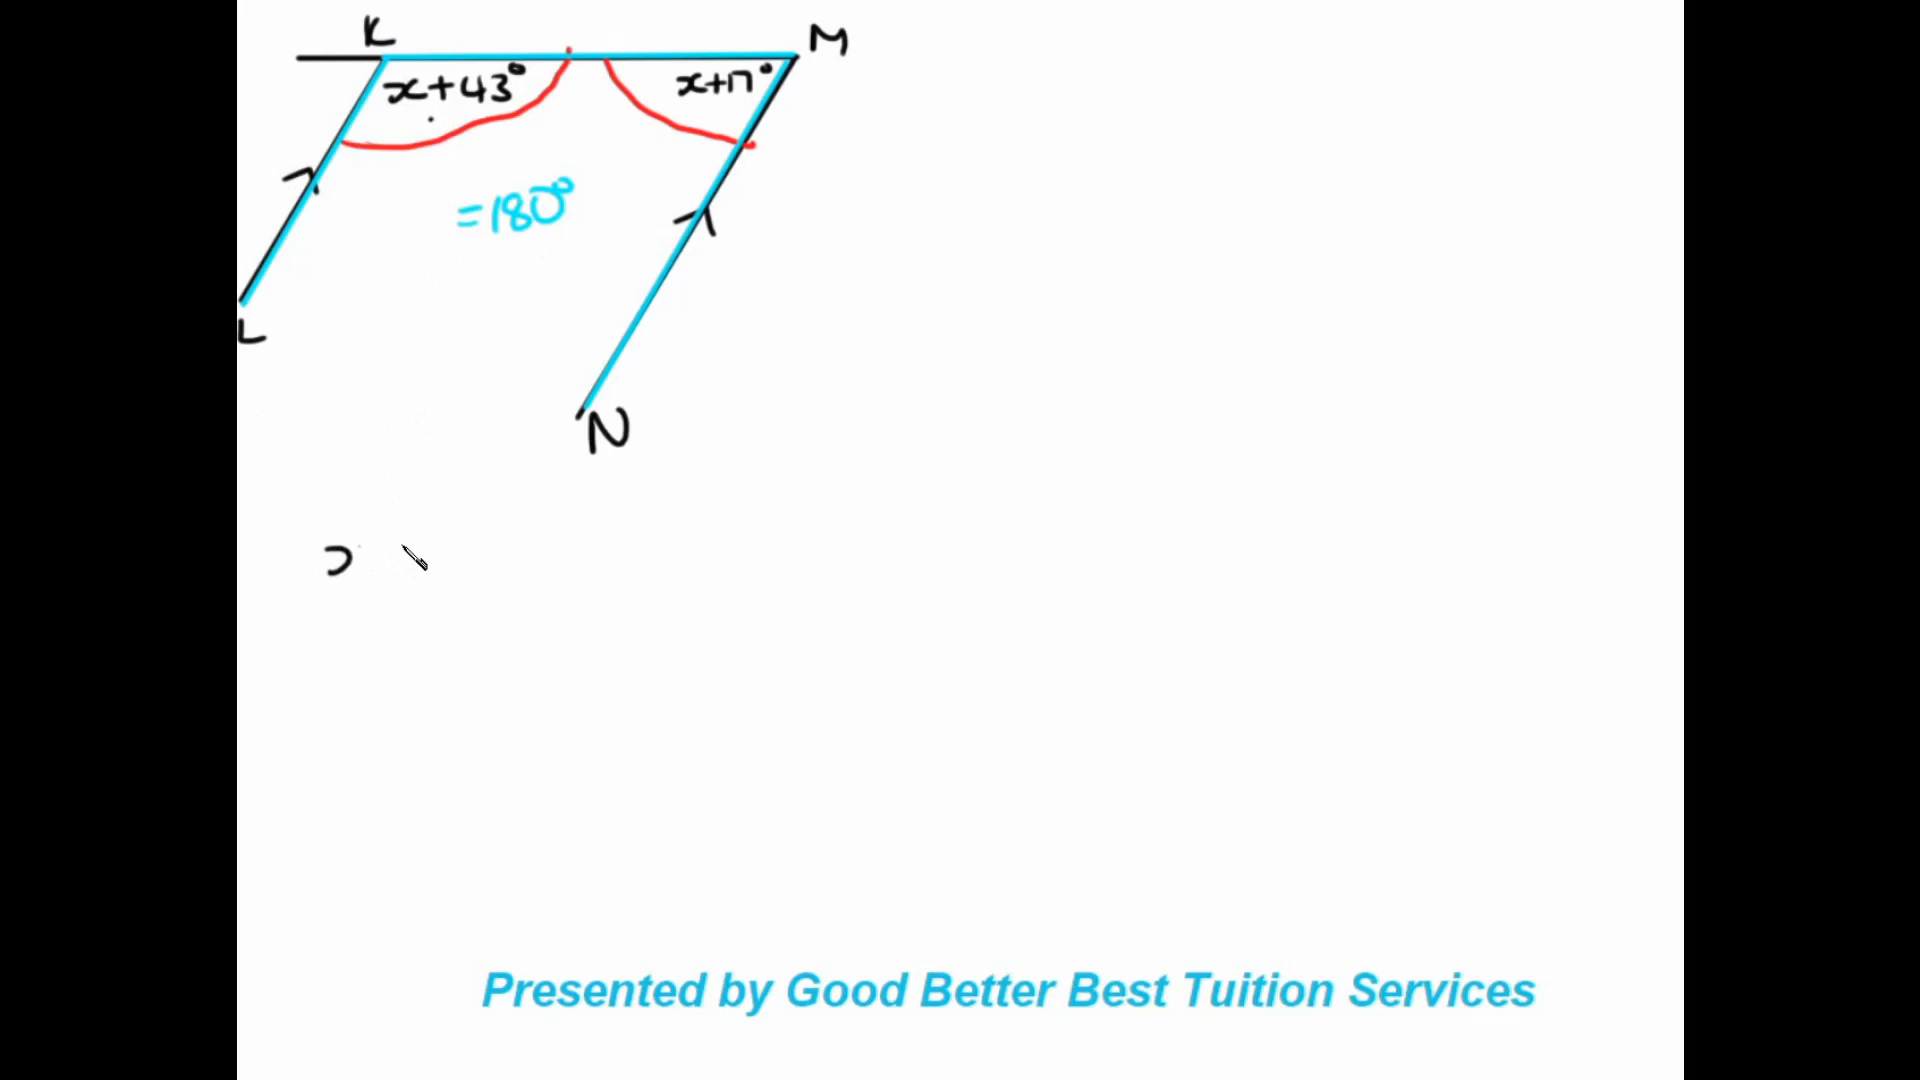 K
M
x+43°
x+17°
=180°
L
N
Presented by Good Better Best Tuition Services